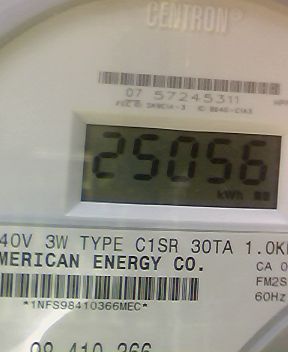 CENTRON®
07 57245311
25056
kWh
40V 3W TYPE C1SR 30TA 1.0K
MERICAN ENERGY CO.
CA 0
FM2S
60Hz
*1NFS98410366MEC*
98 410 366